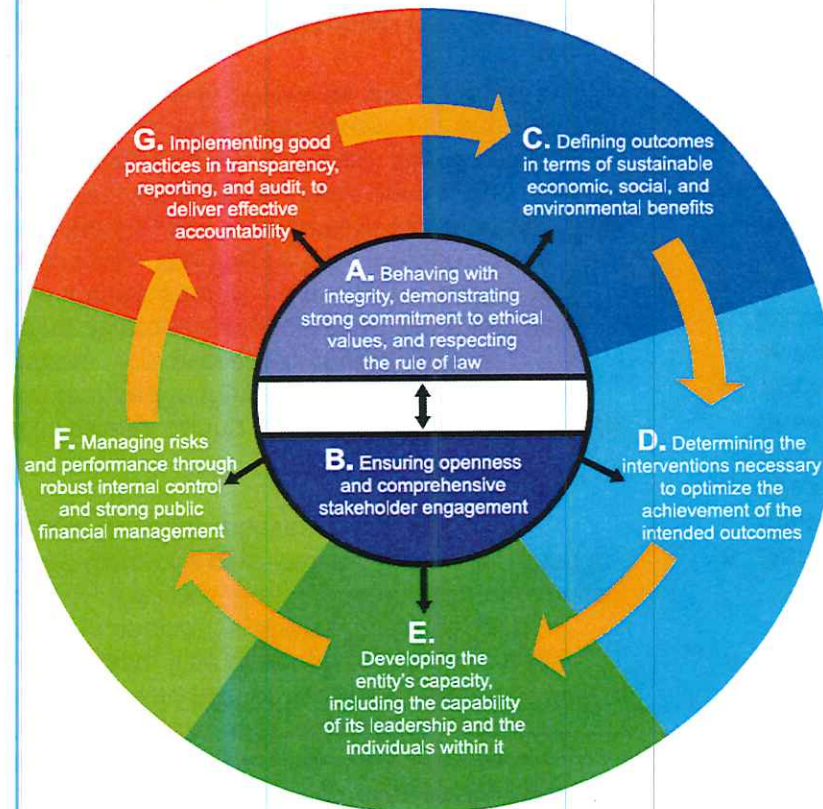 A. Behaving with
integrity, demonstrating
strong commitment to ethical
values, and respecting
the rule of law
B. Ensuring openness
and comprehensive
stakeholder engagement
C. Defining outcomes
in terms of sustainable
economic, social, and
environmental benefits
D. Determining the
interventions necessary
to optimize the
achievement of the
intended outcomes
E.
Developing the
entity's capacity,
including the capability
of its leadership and the
individuals within it
F. Managing risks
and performance through
robust internal control
and strong public
financial management
G. Implementing good
practices in transparency,
reporting, and audit, to
deliver effective
accountability